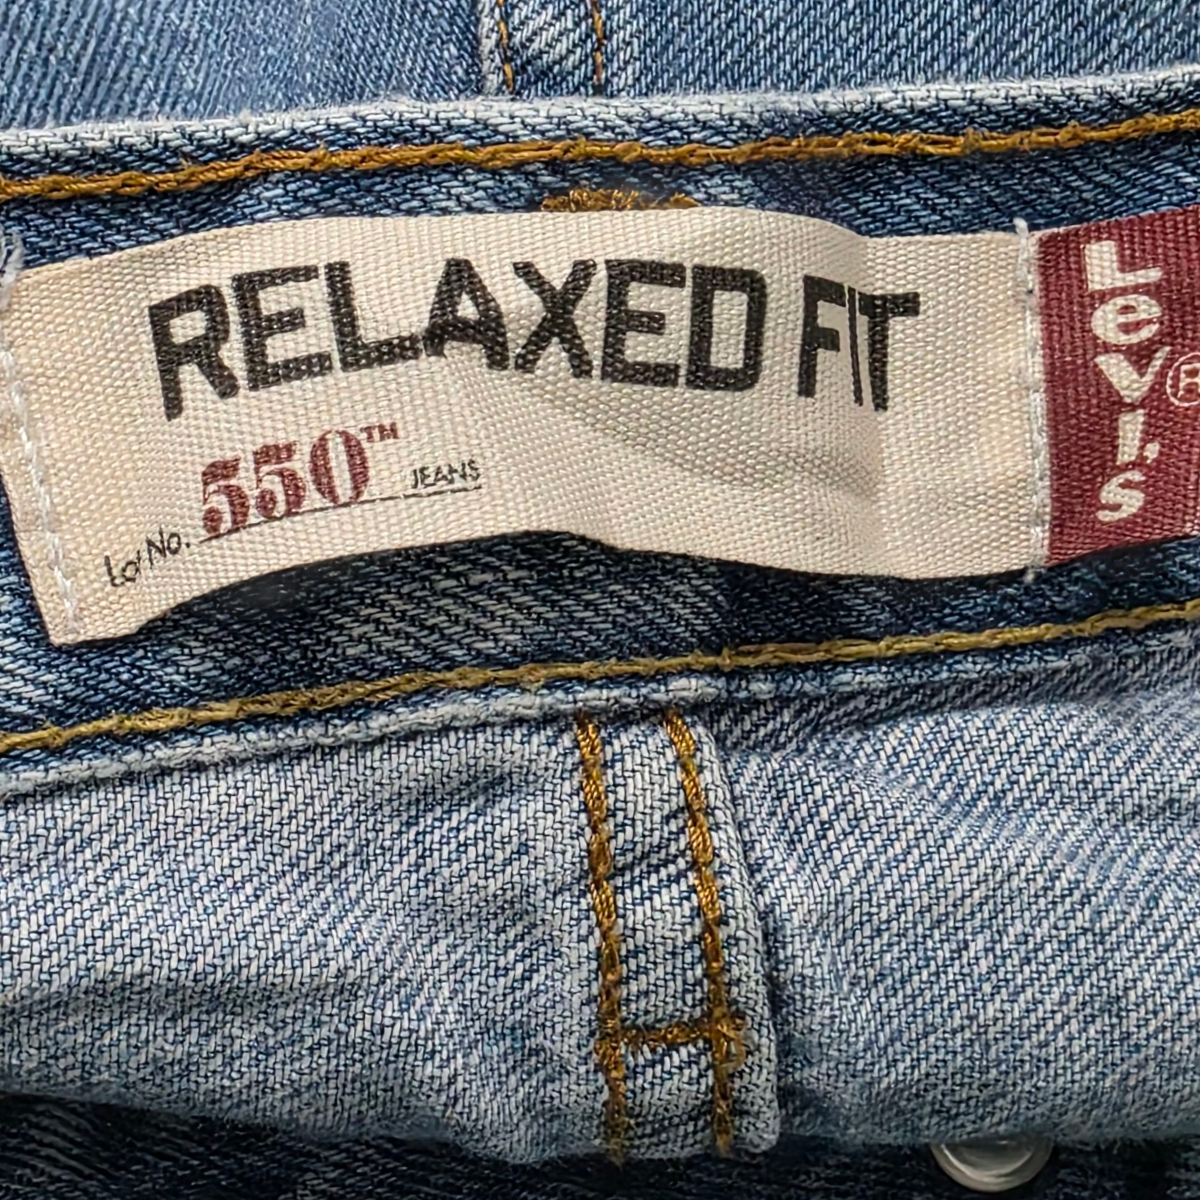 RELAXED FIT
550™ JEANS
Lot No.
Levi's ®